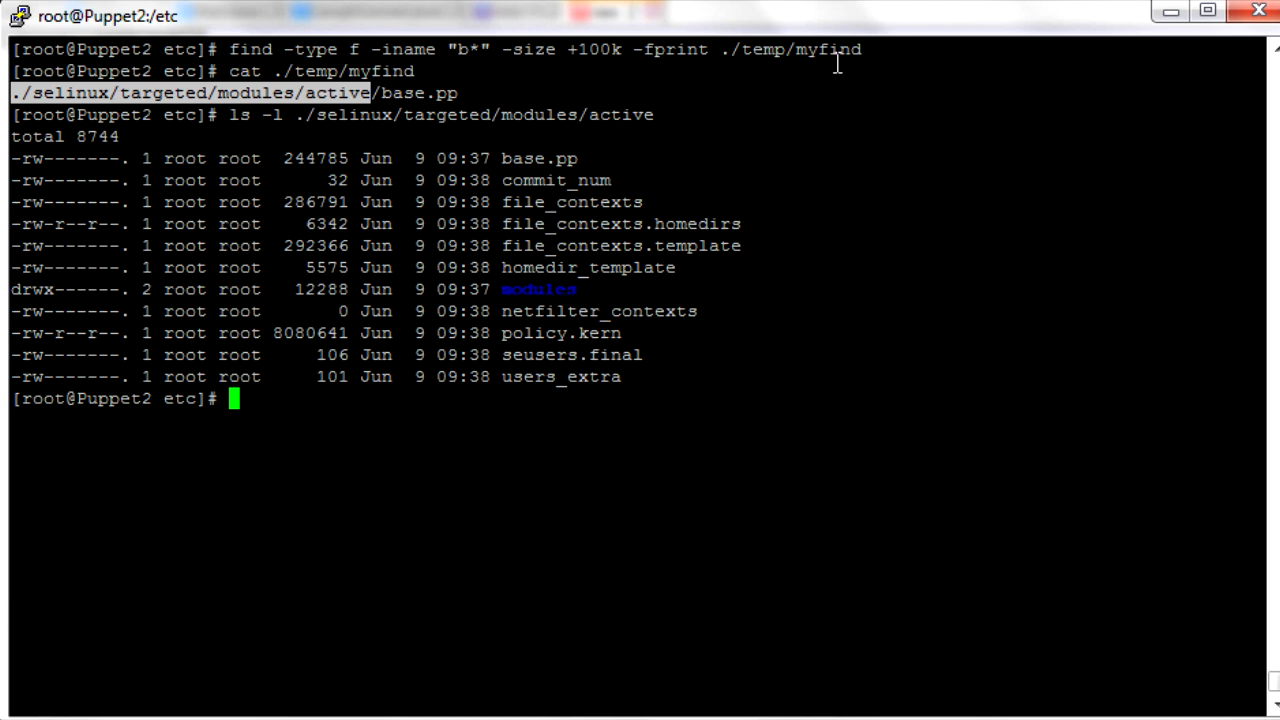 root@Puppet2:/etc
[root@Puppet2 etc]# find -type f -iname "b*" -size +100k -fprint ./temp/myfind
[root@Puppet2 etc]# cat ./temp/myfind
./selinux/targeted/modules/active/base.pp
[root@Puppet2 etc]# ls -l ./selinux/targeted/modules/active
total 8744
-rw-------. 1 root root  244785 Jun  9 09:37 base.pp
-rw-------. 1 root root      32 Jun  9 09:38 commit_num
-rw-------. 1 root root  286791 Jun  9 09:38 file_contexts
-rw-r--r--. 1 root root    6342 Jun  9 09:38 file_contexts.homedirs
-rw-------. 1 root root  292366 Jun  9 09:38 file_contexts.template
-rw-------. 1 root root    5575 Jun  9 09:38 homedir_template
drwx------. 2 root root   12288 Jun  9 09:37 modules
-rw-------. 1 root root       0 Jun  9 09:38 netfilter_contexts
-rw-r--r--. 1 root root 8080641 Jun  9 09:38 policy.kern
-rw-------. 1 root root     106 Jun  9 09:38 seusers.final
-rw-------. 1 root root     101 Jun  9 09:38 users_extra
[root@Puppet2 etc]#